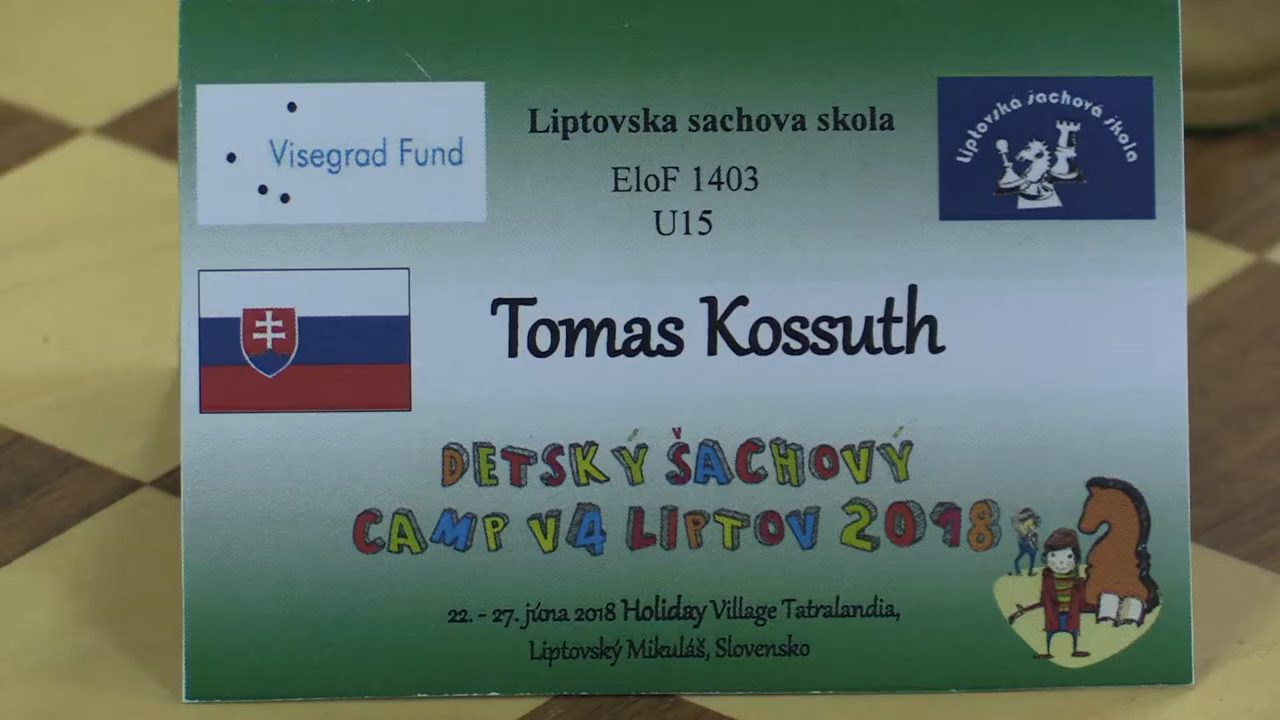 Visegrad Fund
Liptovska sachova skola
Liptovská šachová škola
EloF 1403
U15
Tomas Kossuth
DETSKÝ ŠACHOVÝ
CAMP V4 LIPTOV 2018
22. - 27. júna 2018 Holiday Village Tatralandia,
Liptovský Mikuláš, Slovensko